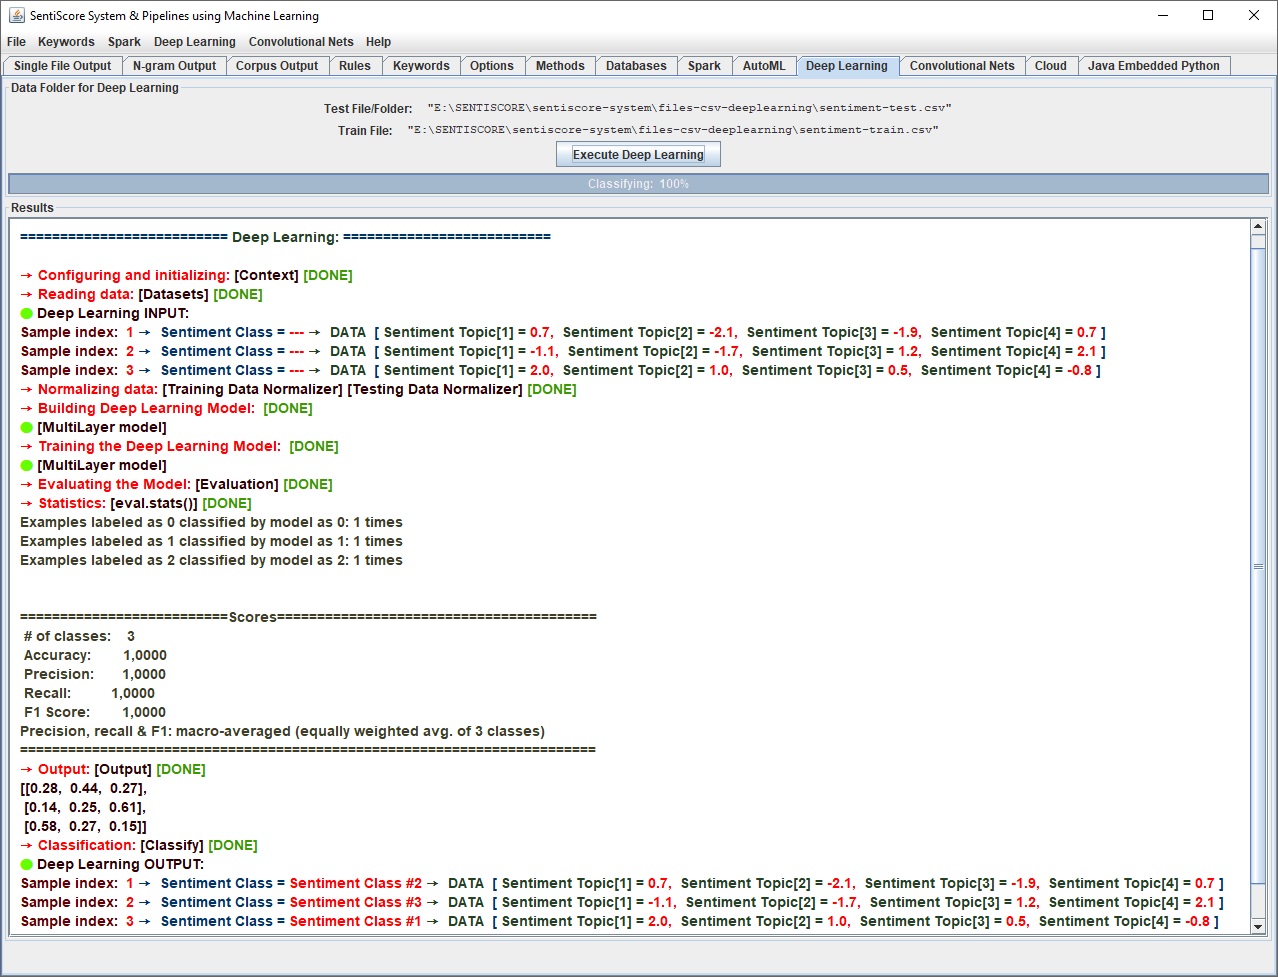 SentiScore System & Pipelines using Machine Learning
File Keywords Spark Deep Learning Convolutional Nets Help
Single File Output N-gram Output Corpus Output Rules Keywords Options Methods Databases Spark AutoML Deep Learning Convolutional Nets Cloud Java Embedded Python
Data Folder for Deep Learning
Test File/Folder: "E:\SENTISCORE\sentiscore-system\files-csv-deeplearning\sentiment-test.csv"
Train File: "E:\SENTISCORE\sentiscore-system\files-csv-deeplearning\sentiment-train.csv"
Execute Deep Learning
Classifying: 100%
Results
========================== Deep Learning: ==========================
→ Configuring and initializing: [Context] [DONE]
→ Reading data: [Datasets] [DONE]
● Deep Learning INPUT:
Sample index: 1 → Sentiment Class = --- → DATA [ Sentiment Topic[1] = 0.7, Sentiment Topic[2] = -2.1, Sentiment Topic[3] = -1.9, Sentiment Topic[4] = 0.7 ]
Sample index: 2 → Sentiment Class = --- → DATA [ Sentiment Topic[1] = -1.1, Sentiment Topic[2] = -1.7, Sentiment Topic[3] = 1.2, Sentiment Topic[4] = 2.1 ]
Sample index: 3 → Sentiment Class = --- → DATA [ Sentiment Topic[1] = 2.0, Sentiment Topic[2] = 1.0, Sentiment Topic[3] = 0.5, Sentiment Topic[4] = -0.8 ]
→ Normalizing data: [Training Data Normalizer] [Testing Data Normalizer] [DONE]
→ Building Deep Learning Model: [DONE]
● [MultiLayer model]
→ Training the Deep Learning Model: [DONE]
● [MultiLayer model]
→ Evaluating the Model: [Evaluation] [DONE]
→ Statistics: [eval.stats()] [DONE]
Examples labeled as 0 classified by model as 0: 1 times
Examples labeled as 1 classified by model as 1: 1 times
Examples labeled as 2 classified by model as 2: 1 times
==========================Scores========================================
# of classes: 3
Accuracy: 1,0000
Precision: 1,0000
Recall: 1,0000
F1 Score: 1,0000
Precision, recall & F1: macro-averaged (equally weighted avg. of 3 classes)
========================================================================
→ Output: [Output] [DONE]
[[0.28, 0.44, 0.27],
[0.14, 0.25, 0.61],
[0.58, 0.27, 0.15]]
→ Classification: [Classify] [DONE]
● Deep Learning OUTPUT:
Sample index: 1 → Sentiment Class = Sentiment Class #2 → DATA [ Sentiment Topic[1] = 0.7, Sentiment Topic[2] = -2.1, Sentiment Topic[3] = -1.9, Sentiment Topic[4] = 0.7 ]
Sample index: 2 → Sentiment Class = Sentiment Class #3 → DATA [ Sentiment Topic[1] = -1.1, Sentiment Topic[2] = -1.7, Sentiment Topic[3] = 1.2, Sentiment Topic[4] = 2.1 ]
Sample index: 3 → Sentiment Class = Sentiment Class #1 → DATA [ Sentiment Topic[1] = 2.0, Sentiment Topic[2] = 1.0, Sentiment Topic[3] = 0.5, Sentiment Topic[4] = -0.8 ]